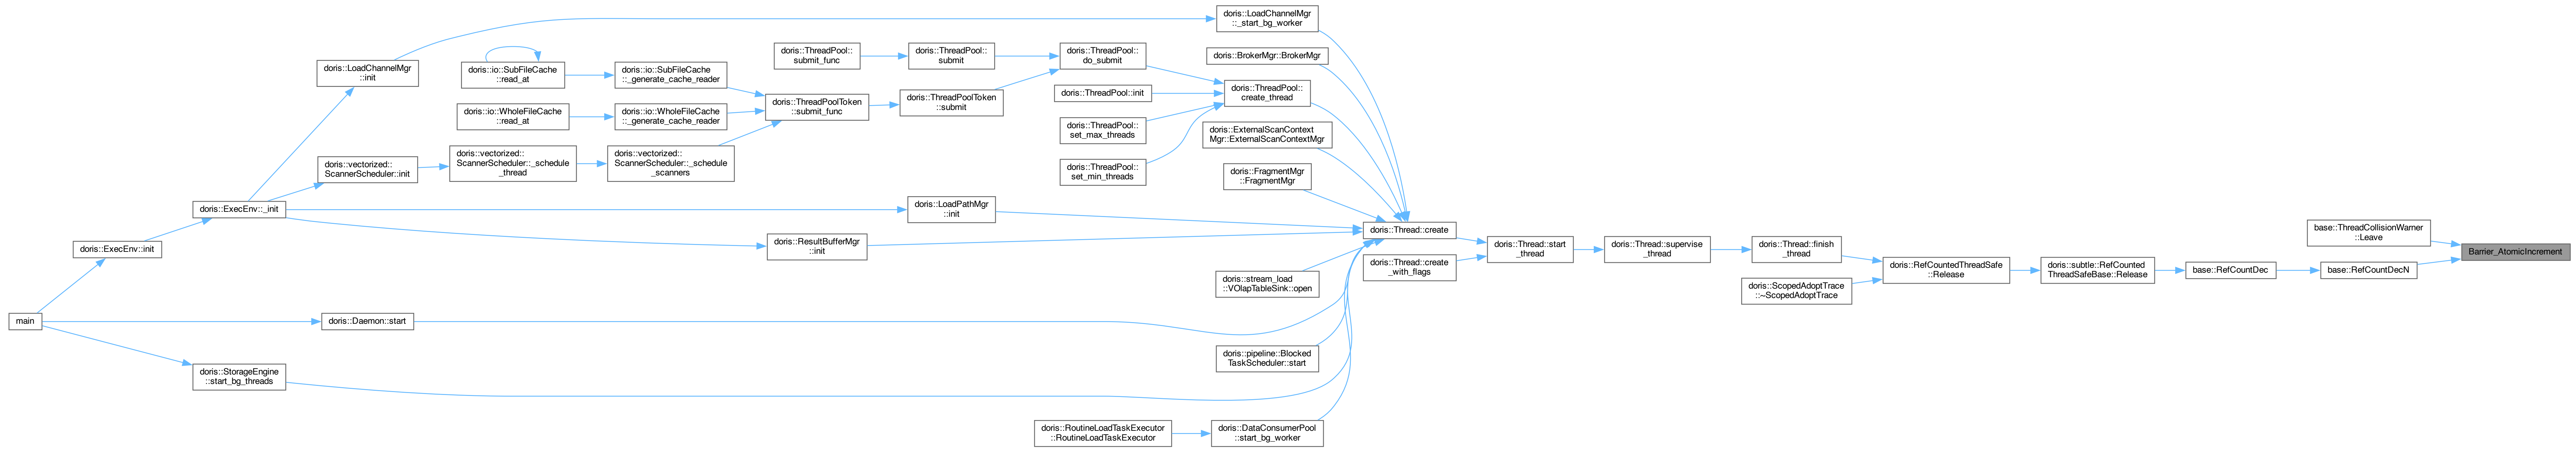 main
doris::ExecEnv::init
doris::ExecEnv::_init
doris::StorageEngine
::start_bg_threads
doris::LoadChannelMgr
::init
doris::vectorized::
ScannerScheduler::init
doris::Daemon::start
doris::io::SubFileCache
::read_at
doris::io::WholeFileCache
::read_at
doris::vectorized::
ScannerScheduler::_schedule
_thread
doris::io::SubFileCache
::_generate_cache_reader
doris::io::WholeFileCache
::_generate_cache_reader
doris::vectorized::
ScannerScheduler::_schedule
_scanners
doris::ThreadPool::
submit_func
doris::ThreadPoolToken
::submit_func
doris::ResultBufferMgr
::init
doris::ThreadPool::
submit
doris::ThreadPoolToken
::submit
doris::LoadPathMgr
::init
doris::ThreadPool::
do_submit
doris::ThreadPool::init
doris::ThreadPool::
set_max_threads
doris::ThreadPool::
set_min_threads
doris::RoutineLoadTaskExecutor
::RoutineLoadTaskExecutor
doris::LoadChannelMgr
::_start_bg_worker
doris::BrokerMgr::BrokerMgr
doris::ThreadPool::
create_thread
doris::ExternalScanContext
Mgr::ExternalScanContextMgr
doris::FragmentMgr
::FragmentMgr
doris::stream_load
::VOlapTableSink::open
doris::pipeline::Blocked
TaskScheduler::start
doris::DataConsumerPool
::start_bg_worker
doris::Thread::create
doris::Thread::create
_with_flags
doris::Thread::start
_thread
doris::Thread::supervise
_thread
doris::Thread::finish
_thread
doris::ScopedAdoptTrace
::~ScopedAdoptTrace
doris::RefCountedThreadSafe
::Release
doris::subtle::RefCounted
ThreadSafeBase::Release
base::RefCountDec
base::ThreadCollisionWarner
::Leave
base::RefCountDecN
Barrier_AtomicIncrement